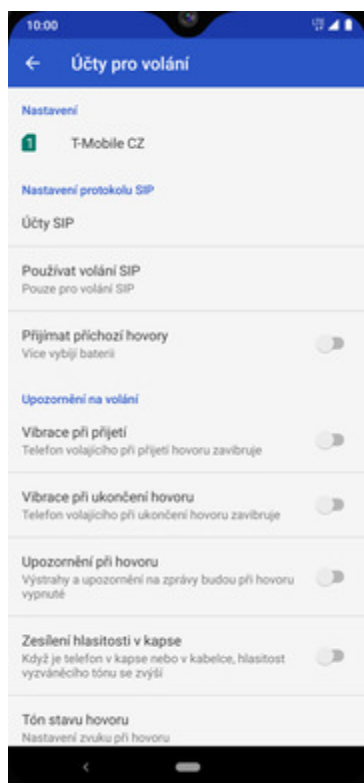 10:00
Účty pro volání
Nastavení
1
T-Mobile CZ
Nastavení protokolu SIP
Účty SIP
Používat volání SIP
Pouze pro volání SIP
Přijímat příchozí hovory
Více vybíjí baterii
Upozornění na volání
Vibrace při přijetí
Telefon volajícího při přijetí hovoru zavibruje
Vibrace při ukončení hovoru
Telefon volajícího při ukončení hovoru zavibruje
Upozornění při hovoru
Výstrahy a upozornění na zprávy budou při hovoru
vypnuté
Zesílení hlasitosti v kapse
Když je telefon v kapse nebo v kabelce, hlasitost
vyzváněcího tónu se zvýší
Tón stavu hovoru
Nastavení zvuku při hovoru